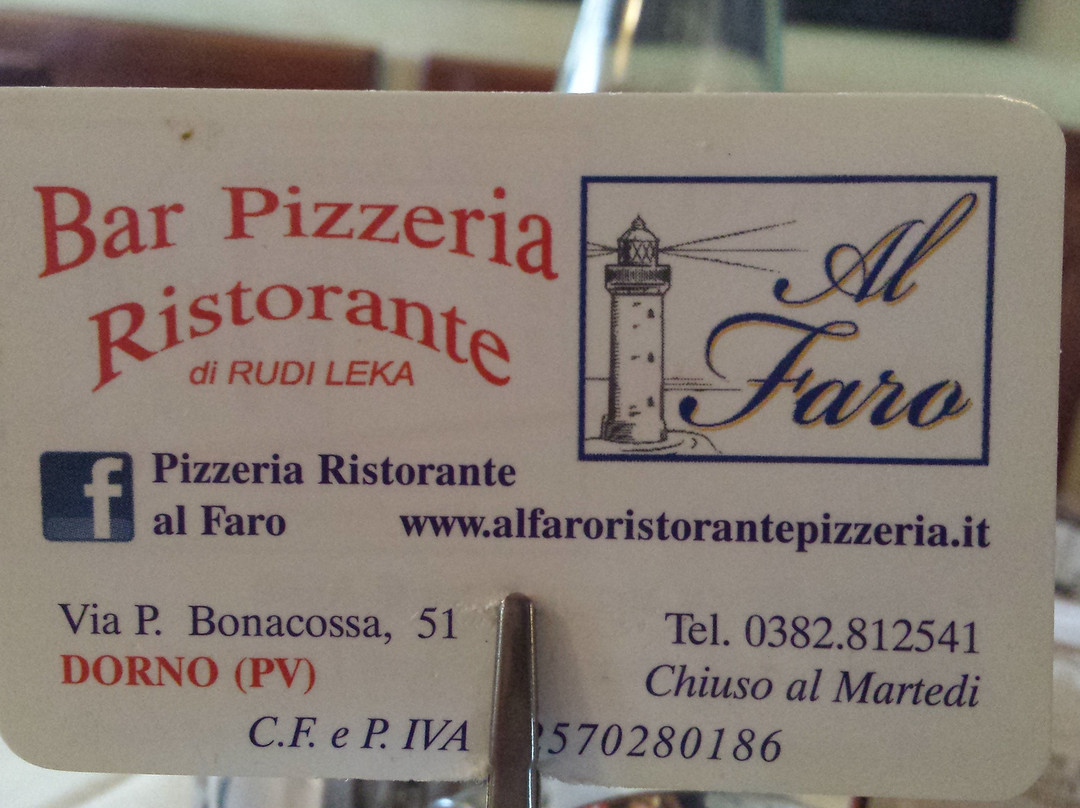 Bar Pizzeria
Ristorante
di RUDI LEKA
Al
Faro
f Pizzeria Ristorante
al Faro
www.alfaroristorantepizzeria.it
Via P. Bonacossa, 51
DORNO (PV)
Tel. 0382.812541
Chiuso al Martedi
C.F. e P. IVA